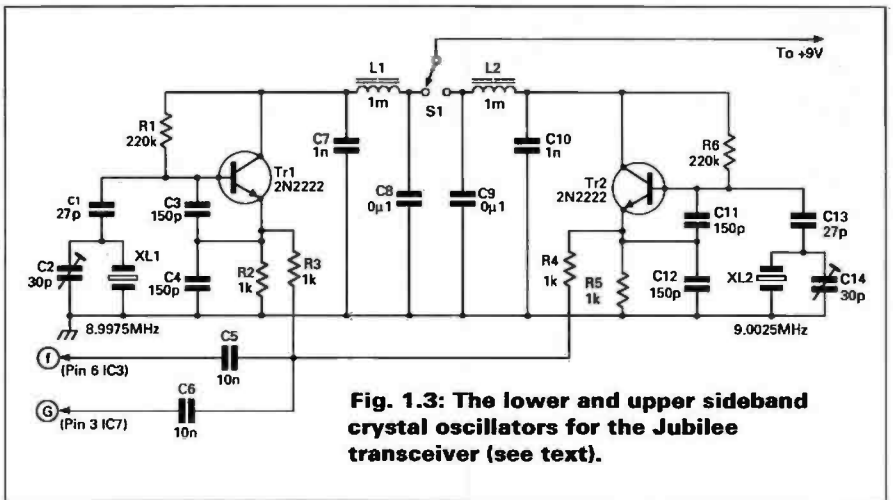 To +9V
L1
1m
S1
L2
1m
R1
220k
C7
1n
C10
1n
R6
220k
Tr1
2N2222
Tr2
2N2222
C1
27p
C3
150p
C8
0µ1
C9
0µ1
C11
150p
C13
27p
C2
30p
XL1
C4
150p
R2
1k
R3
1k
R4
1k
R5
1k
C12
150p
XL2
C14
30p
8.9975MHz
9.0025MHz
f
(Pin 6 IC3)
C5
10n
G
(Pin 3 IC7)
C6
10n
Fig. 1.3: The lower and upper sideband
crystal oscillators for the Jubilee
transceiver (see text).